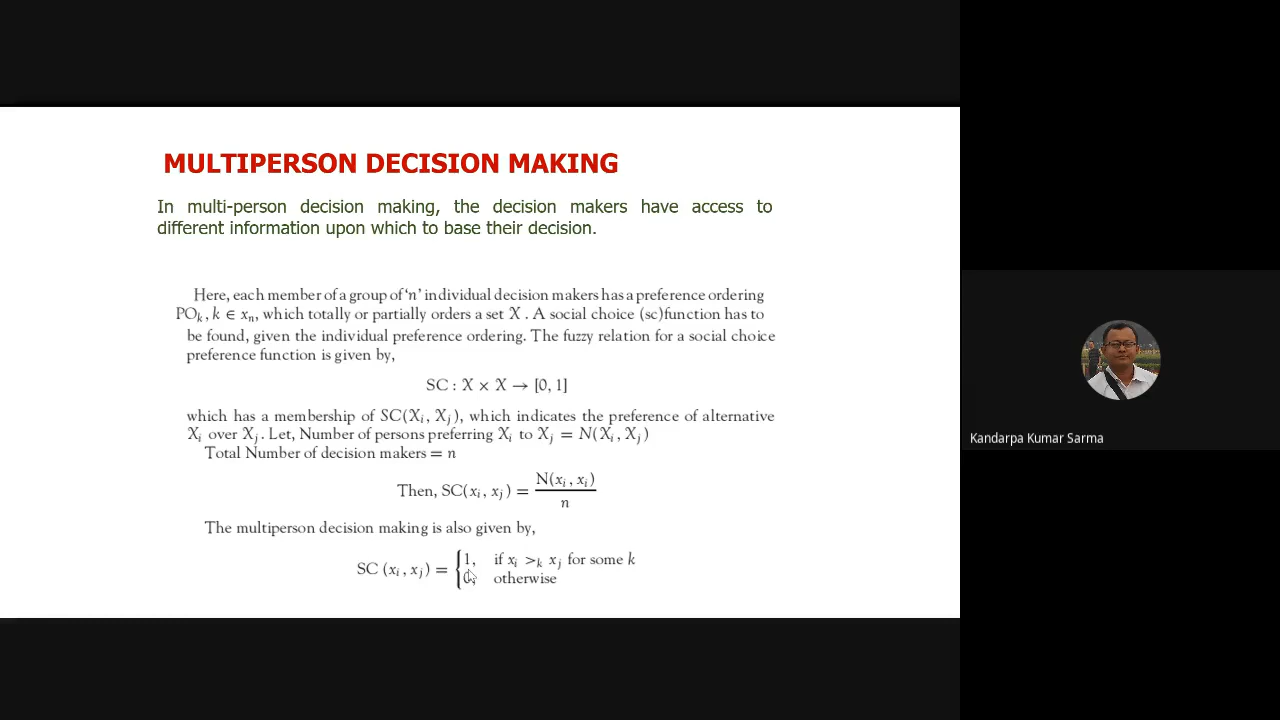 MULTIPERSON DECISION MAKING
In multi-person decision making, the decision makers have access to
different information upon which to base their decision.
Here, each member of a group of 'n' individual decision makers has a preference ordering
POₖ, k ∈ xₙ, which totally or partially orders a set X . A social choice (sc)function has to
be found, given the individual preference ordering. The fuzzy relation for a social choice
preference function is given by,
SC : X × X → [0, 1]
which has a membership of SC(Xᵢ, Xⱼ), which indicates the preference of alternative
Xᵢ over Xⱼ. Let, Number of persons preferring Xᵢ to Xⱼ = N(Xᵢ, Xⱼ)
Total Number of decision makers = n
Then, SC(xᵢ, xⱼ) = N(xᵢ, xᵢ) / n
The multiperson decision making is also given by,
SC (xᵢ, xⱼ) = { 1, if xᵢ >ₖ xⱼ for some k
0, otherwise
Kandarpa Kumar Sarma